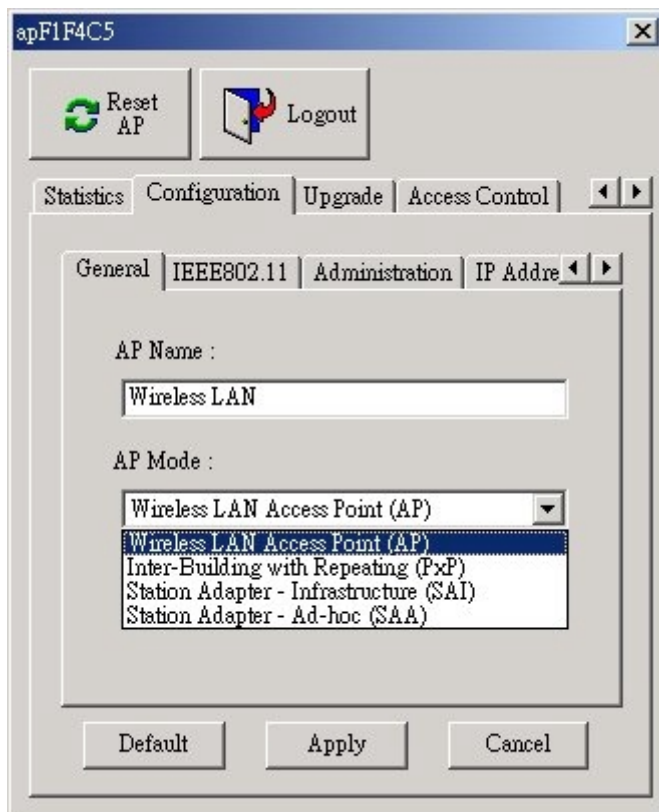 apF1F4C5
Reset AP
Logout
Statistics Configuration Upgrade Access Control
General IEEE802.11 Administration IP Addre
AP Name :
Wireless LAN
AP Mode :
Wireless LAN Access Point (AP)
Wireless LAN Access Point (AP)
Inter-Building with Repeating (PxP)
Station Adapter - Infrastructure (SAI)
Station Adapter - Ad-hoc (SAA)
Default Apply Cancel